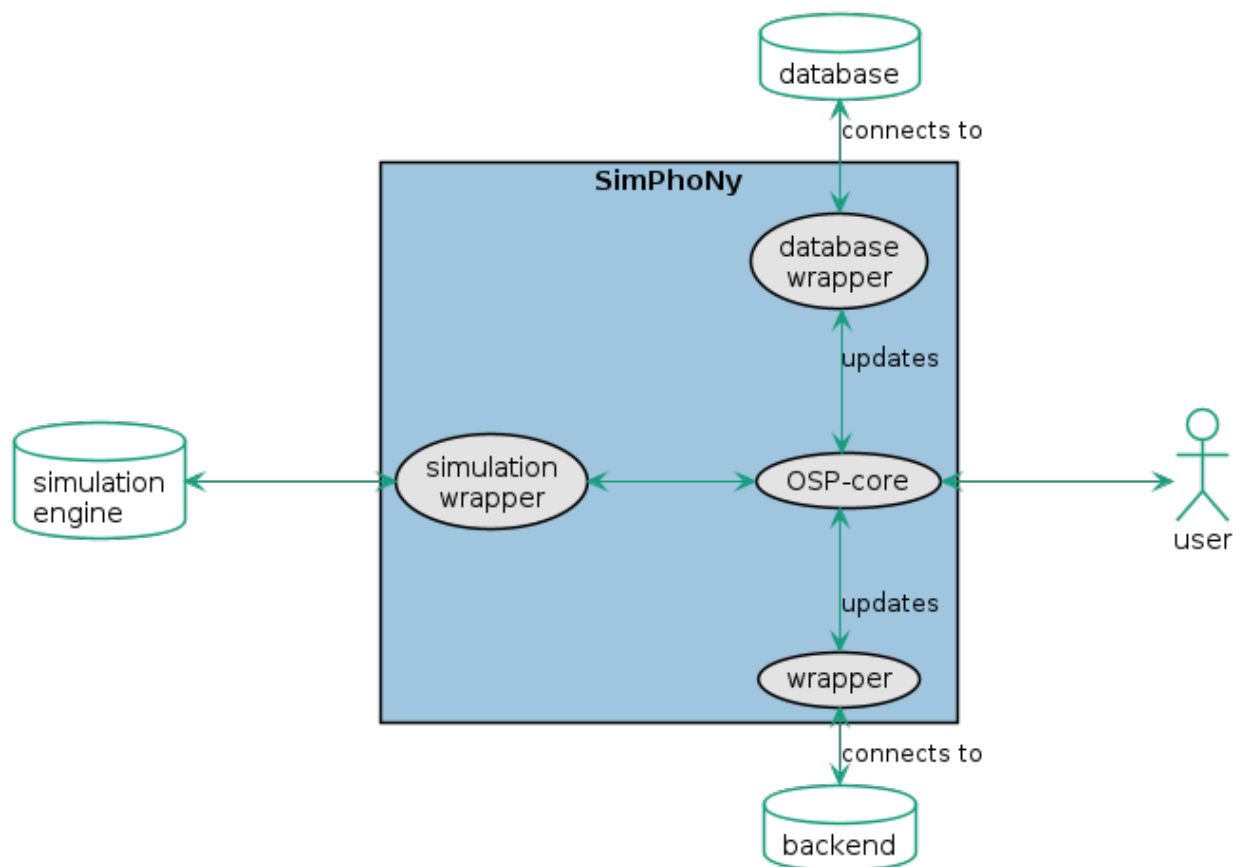 database
connects to
SimPhoNy
database
wrapper
updates
simulation
engine
simulation
wrapper
OSP-core
user
updates
wrapper
connects to
backend